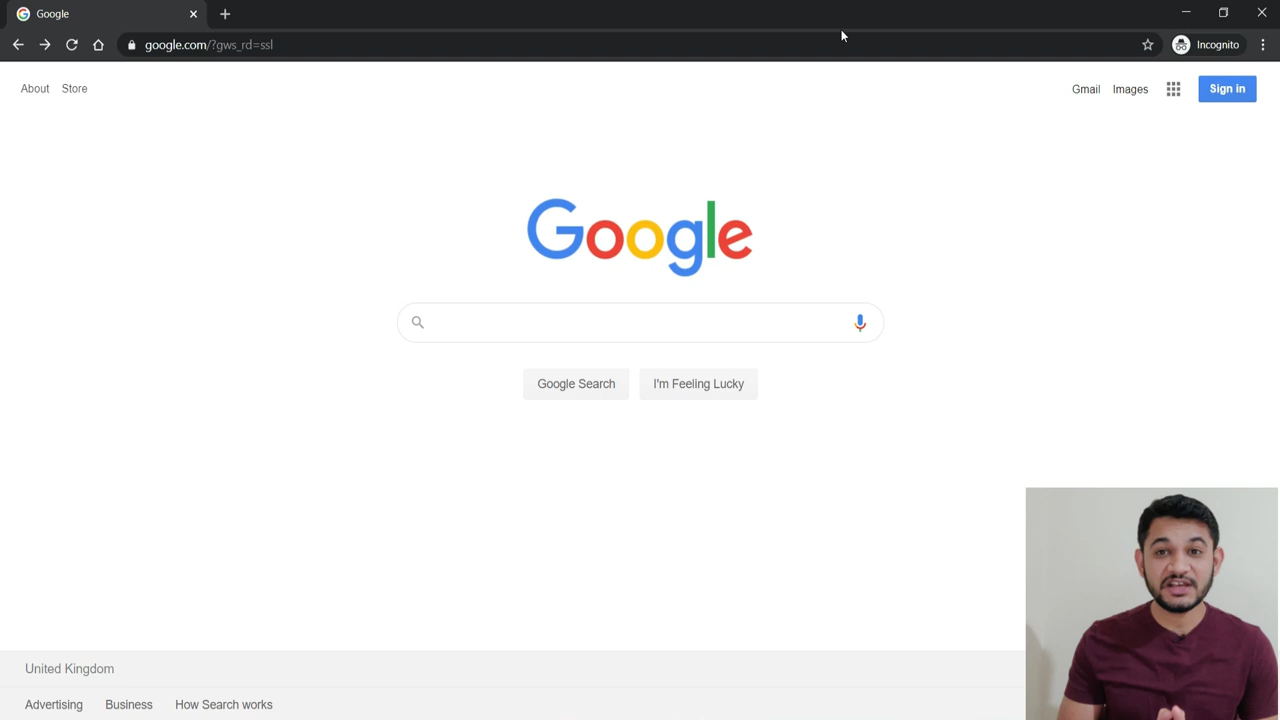 Google
google.com/?gws_rd=ssl
Incognito
About Store
Gmail Images
Sign in
Google
Google Search
I'm Feeling Lucky
United Kingdom
Advertising Business How Search works